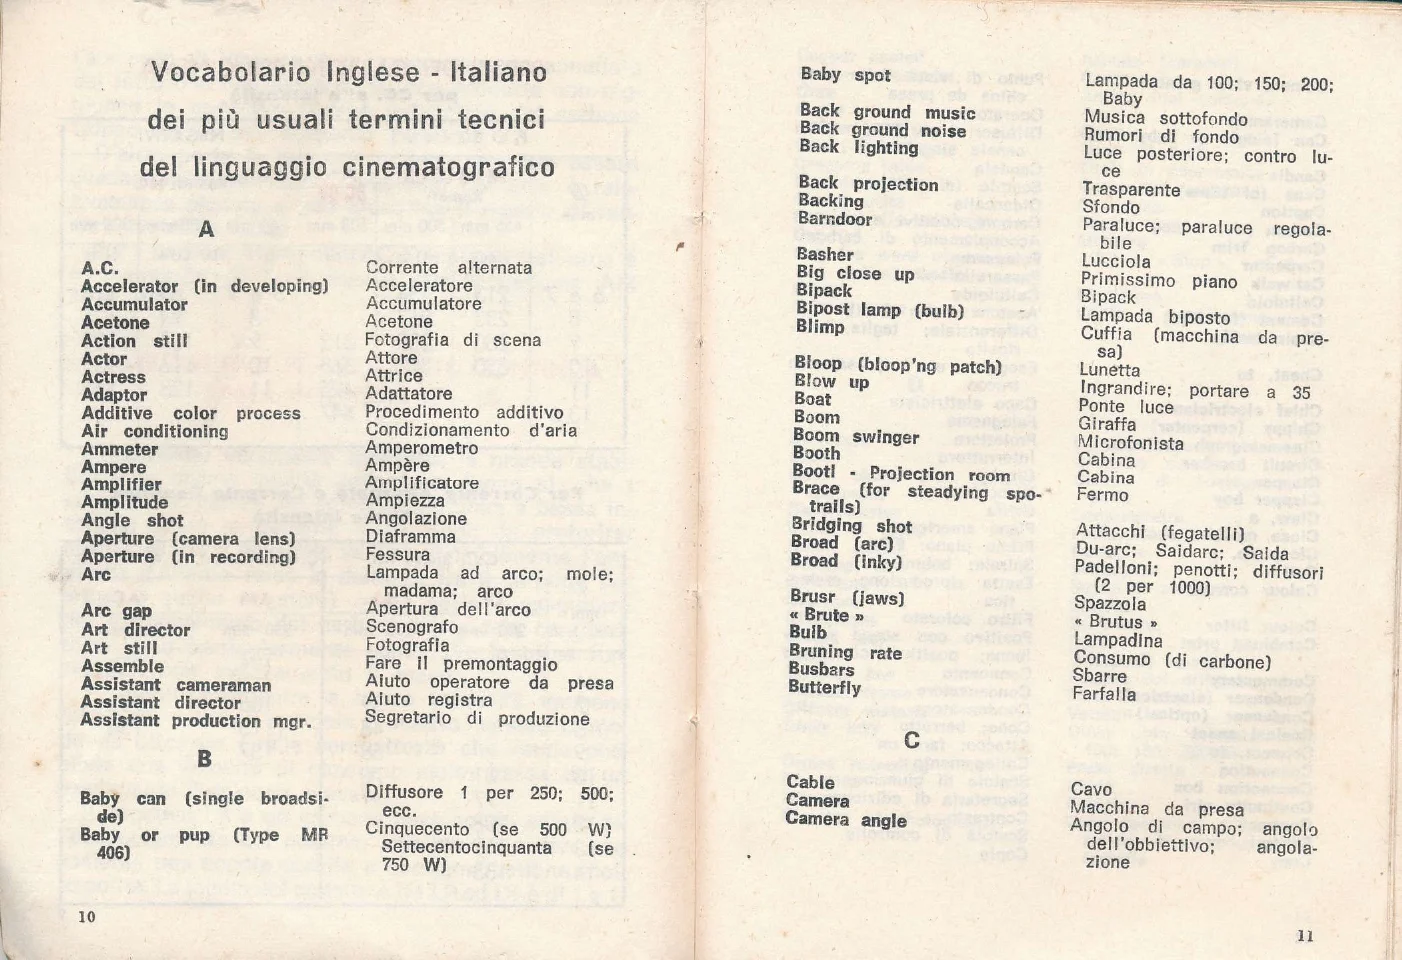 Vocabolario Inglese - Italiano
dei più usuali termini tecnici
del linguaggio cinematografico
A
A.C. Corrente alternata
Accelerator (in developing) Acceleratore
Accumulator Accumulatore
Acetone Acetone
Action still Fotografia di scena
Actor Attore
Actress Attrice
Adaptor Adattatore
Additive color process Procedimento additivo
Air conditioning Condizionamento d'aria
Ammeter Amperometro
Ampere Ampère
Amplifier Amplificatore
Amplitude Ampiezza
Angle shot Angolazione
Aperture (camera lens) Diaframma
Aperture (in recording) Fessura
Arc Lampada ad arco; mole;
madama; arco
Arc gap Apertura dell'arco
Art director Scenografo
Art still Fotografia
Assemble Fare il premontaggio
Assistant cameraman Aiuto operatore da presa
Assistant director Aiuto registra
Assistant production mgr. Segretario di produzione
B
Baby can (single broadsi- Diffusore 1 per 250; 500;
de) ecc.
Baby or pup (Type MR Cinquecento (se 500 W)
406) Settecentocinquanta (se
750 W)
10
Baby spot Lampada da 100; 150; 200;
Baby
Back ground music Musica sottofondo
Back ground noise Rumori di fondo
Back lighting Luce posteriore; contro lu-
ce
Back projection Trasparente
Backing Sfondo
Barndoor Paraluce; paraluce regola-
bile
Basher Lucciola
Big close up Primissimo piano
Bipack Bipack
Bipost lamp (bulb) Lampada biposto
Blimp Cuffia (macchina da pre-
sa)
Bloop (bloop'ng patch) Lunetta
Blow up Ingrandire; portare a 35
Boat Ponte luce
Boom Giraffa
Boom swinger Microfonista
Booth Cabina
Bootl - Projection room Cabina
Brace (for steadying spo- Fermo
trails)
Bridging shot Attacchi (fegatelli)
Broad (arc) Du-arc; Saidarc; Saida
Broad (inky) Padelloni; penotti; diffusori
(2 per 1000)
Brusr (jaws) Spazzola
« Brute » « Brutus »
Bulb Lampadina
Bruning rate Consumo (di carbone)
Busbars Sbarre
Butterfly Farfalla
C
Cable Cavo
Camera Macchina da presa
Camera angle Angolo di campo; angolo
dell'obbiettivo; angola-
zione
11